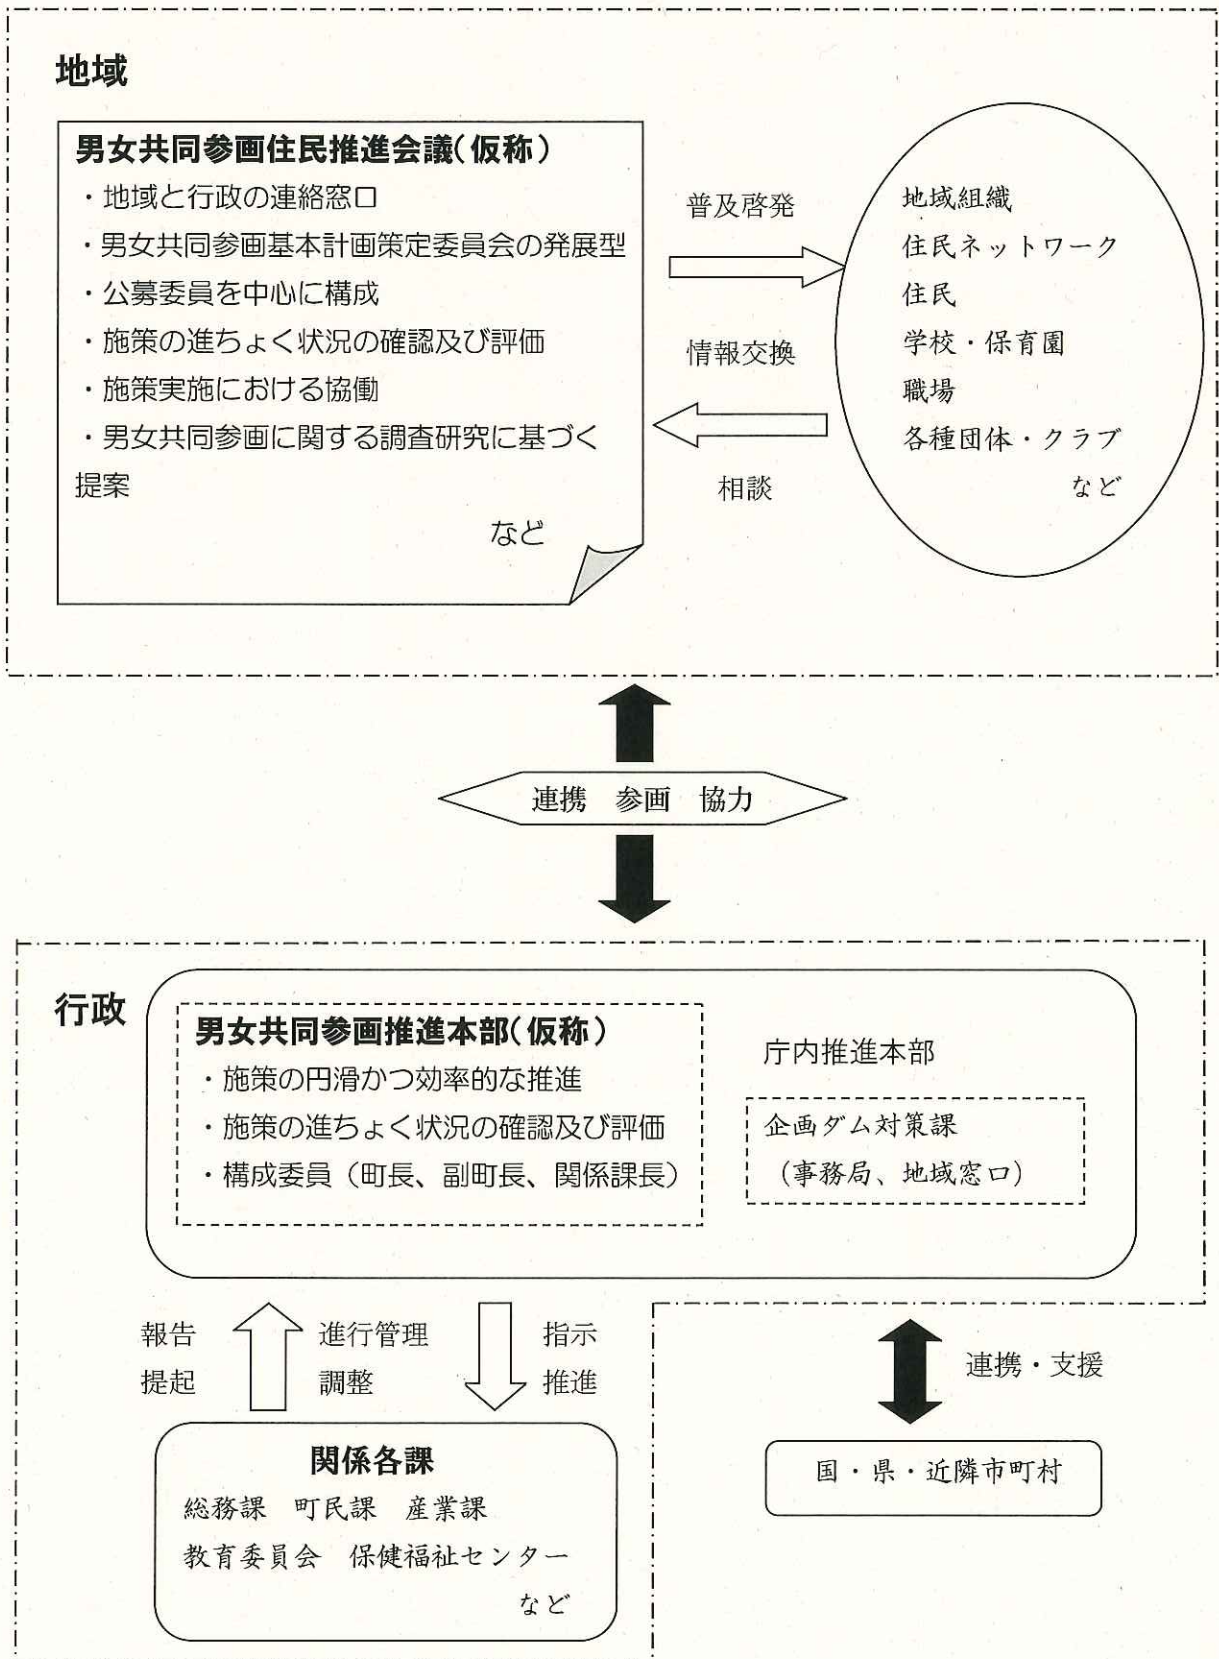 地域
男女共同参画住民推進会議(仮称)
・地域と行政の連絡窓口
・男女共同参画基本計画策定委員会の発展型
・公募委員を中心に構成
・施策の進ちょく状況の確認及び評価
・施策実施における協働
・男女共同参画に関する調査研究に基づく
提案
など
普及啓発
情報交換
相談
地域組織
住民ネットワーク
住民
学校・保育園
職場
各種団体・クラブ
など
連携 参画 協力
行政
男女共同参画推進本部(仮称)
・施策の円滑かつ効率的な推進
・施策の進ちょく状況の確認及び評価
・構成委員（町長、副町長、関係課長）
庁内推進本部
企画ダム対策課
（事務局、地域窓口）
報告
提起
進行管理
調整
指示
推進
連携・支援
関係各課
総務課 町民課 産業課
教育委員会 保健福祉センター
など
国・県・近隣市町村